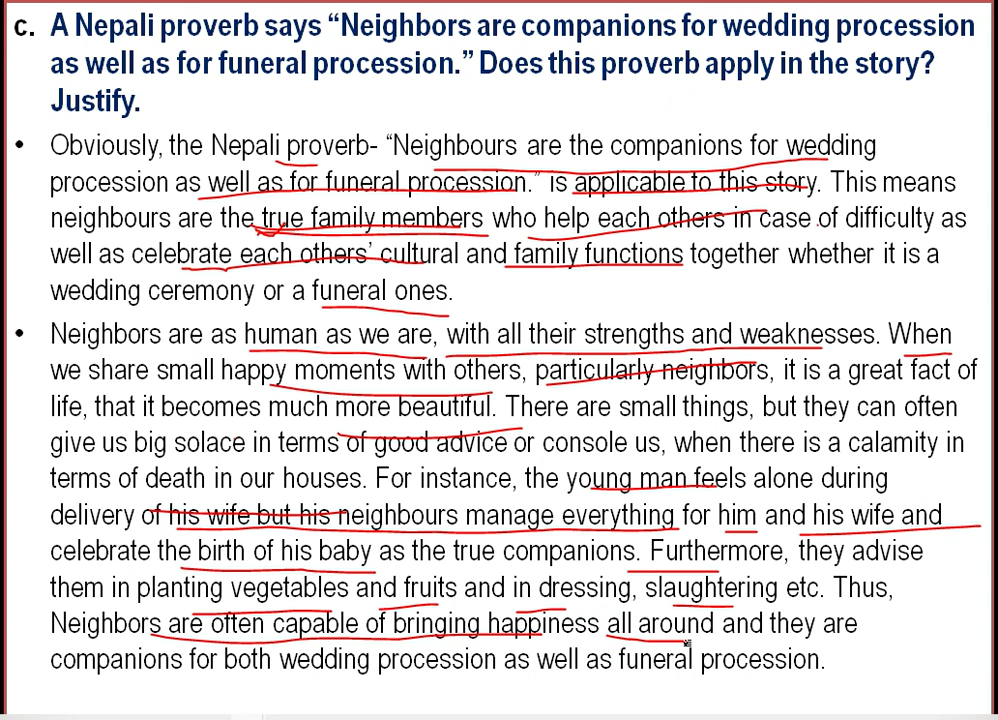 c. A Nepali proverb says “Neighbors are companions for wedding procession
as well as for funeral procession.” Does this proverb apply in the story?
Justify.
• Obviously, the Nepali proverb- “Neighbours are the companions for wedding
procession as well as for funeral procession.” is applicable to this story. This means
neighbours are the true family members who help each others in case of difficulty as
well as celebrate each others’ cultural and family functions together whether it is a
wedding ceremony or a funeral ones.
• Neighbors are as human as we are, with all their strengths and weaknesses. When
we share small happy moments with others, particularly neighbors, it is a great fact of
life, that it becomes much more beautiful. There are small things, but they can often
give us big solace in terms of good advice or console us, when there is a calamity in
terms of death in our houses. For instance, the young man feels alone during
delivery of his wife but his neighbours manage everything for him and his wife and
celebrate the birth of his baby as the true companions. Furthermore, they advise
them in planting vegetables and fruits and in dressing, slaughtering etc. Thus,
Neighbors are often capable of bringing happiness all around and they are
companions for both wedding procession as well as funeral procession.